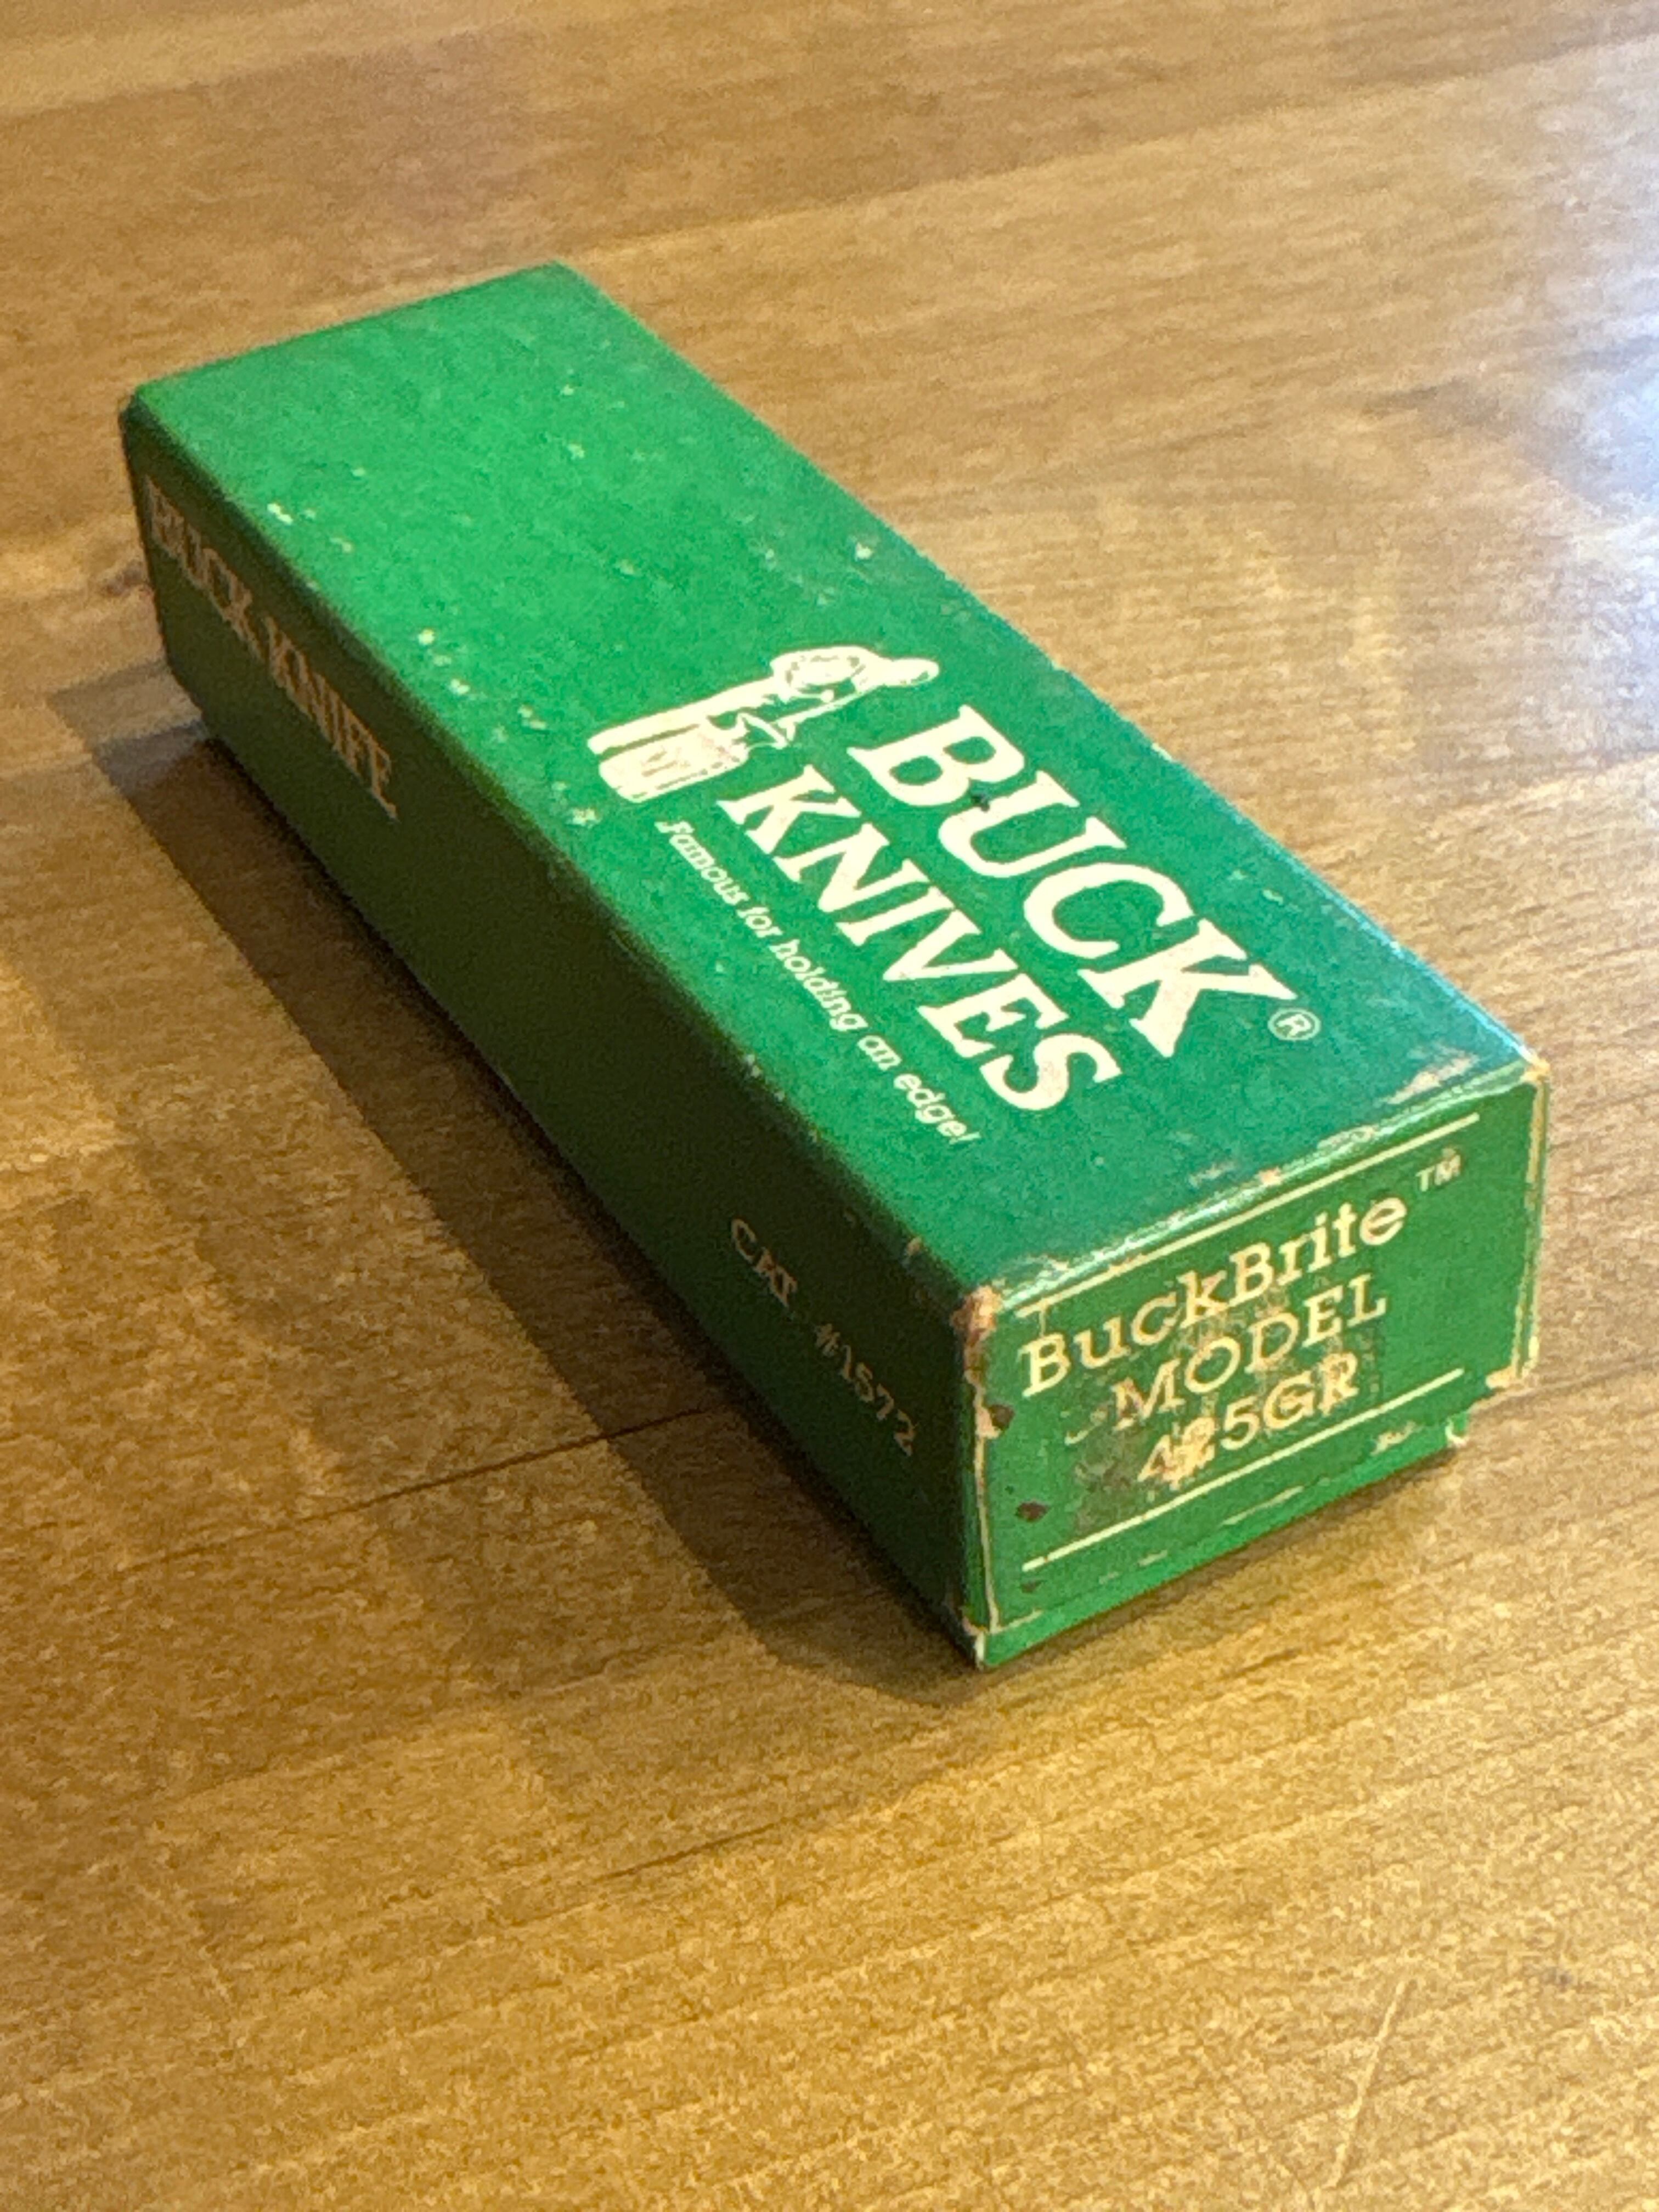 BUCK®
KNIVES
Famous for holding an edge!
BUCK KNIFE
CAT. #1572
BuckBrite™
MODEL
425GR